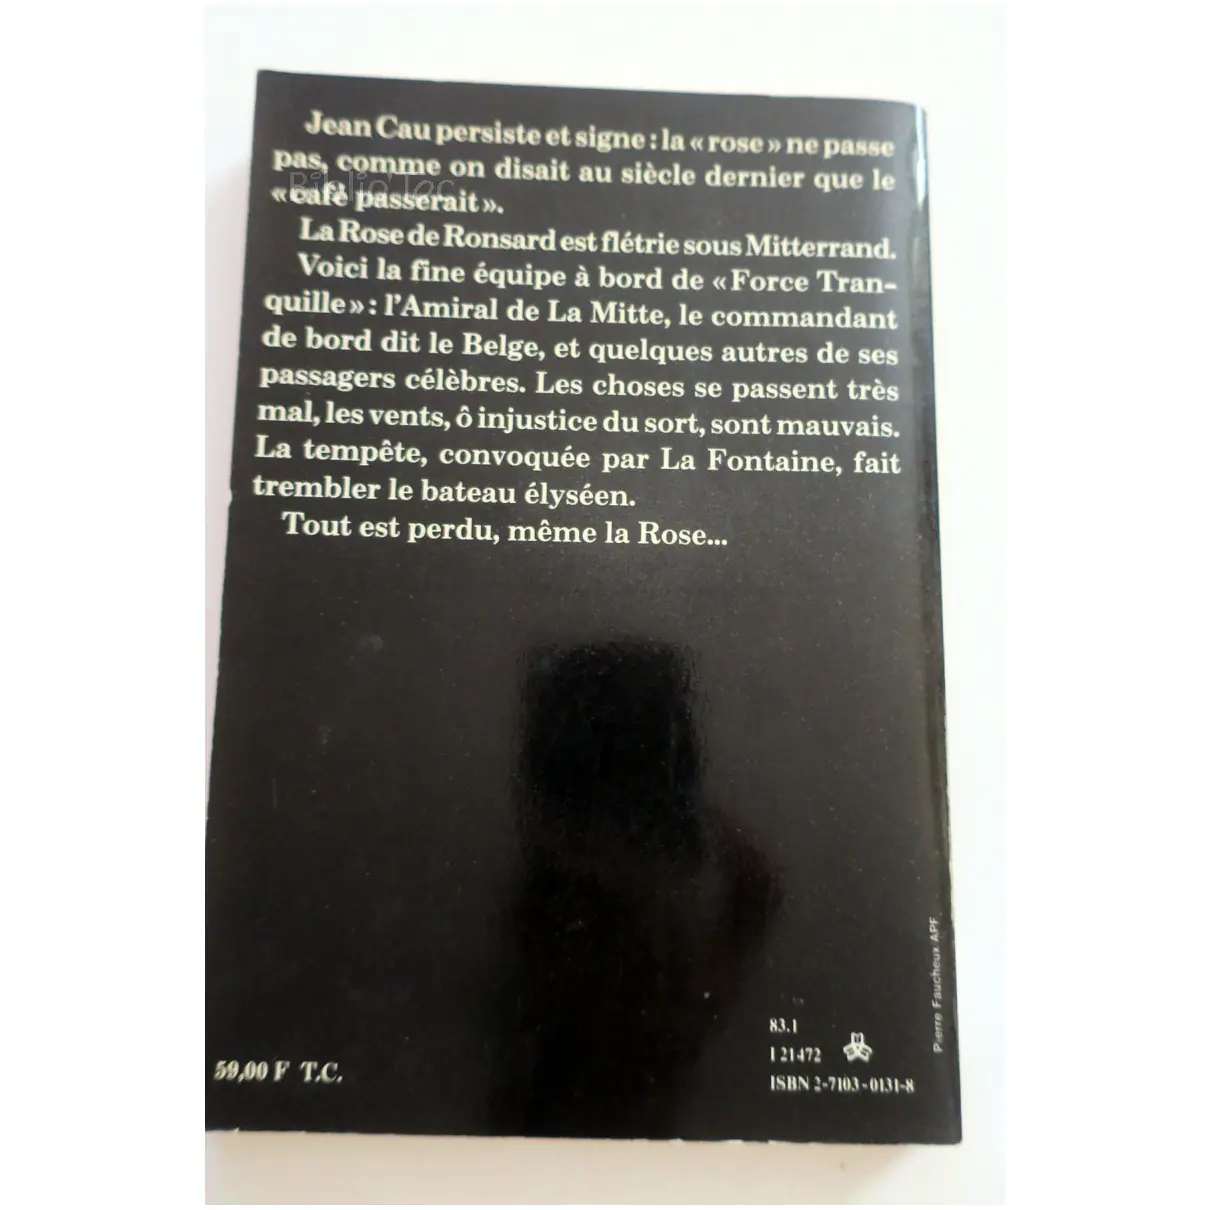 Jean Cau persiste et signe : la « rose » ne passe
pas, comme on disait au siècle dernier que le
« café passerait ».
La Rose de Ronsard est flétrie sous Mitterrand.
Voici la fine équipe à bord de « Force Tran-
quille » : l'Amiral de La Mitte, le commandant
de bord dit le Belge, et quelques autres de ses
passagers célèbres. Les choses se passent très
mal, les vents, ô injustice du sort, sont mauvais.
La tempête, convoquée par La Fontaine, fait
trembler le bateau élyséen.
Tout est perdu, même la Rose...
Biblio'Toc
Pierre Faucheux APF
83.1
I 21472
ISBN 2-7103-0131-8
59,00 F T.C.